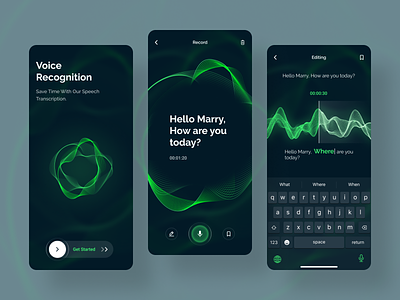 Voice
Recognition
Save Time With Our Speech
Transcription.
Get Started
Record
Hello Marry,
How are you
today?
00:01:20
Editing
Hello Marry, How are you today?
00:00:30
Hello Marry, Where are you
today?
What Where When
q w e r t y u i o p
a s d f g h j k l
z x c v b n m
123 space return